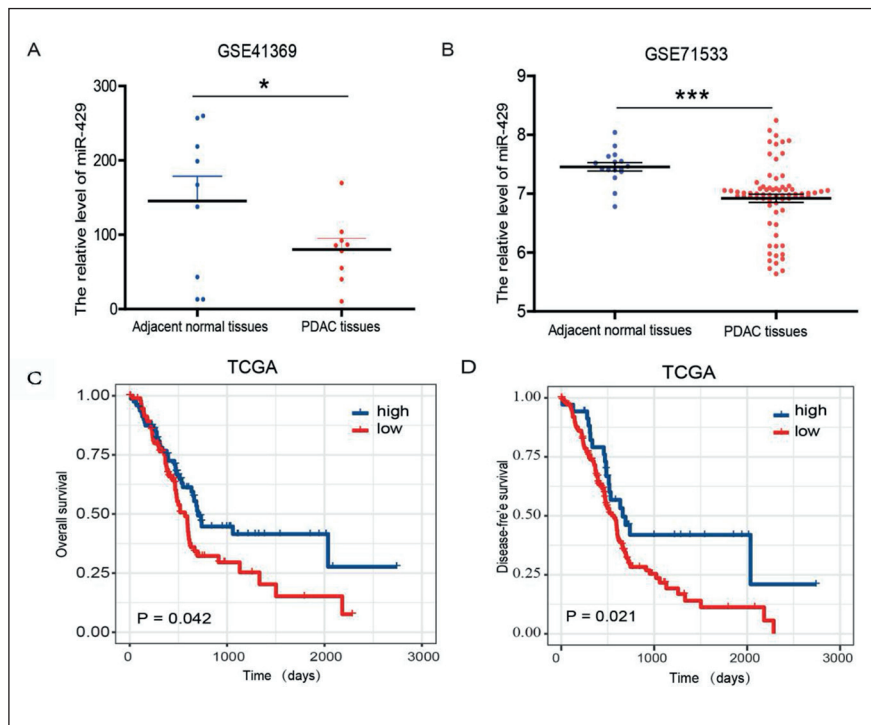 A
GSE41369
The relative level of miR-429
300
200
100
0
*
Adjacent normal tissues
PDAC tissues
B
GSE71533
The relative level of miR-429
9
8
7
6
5
***
Adjacent normal tissues
PDAC tissues
C
TCGA
Overall survival
1.00
0.75
0.50
0.25
0.00
high
low
P = 0.042
0
1000
2000
3000
Time （days）
D
TCGA
Disease-fre'e survival
1.00
0.75
0.50
0.25
0.00
high
low
P = 0.021
0
1000
2000
3000
Time （days）